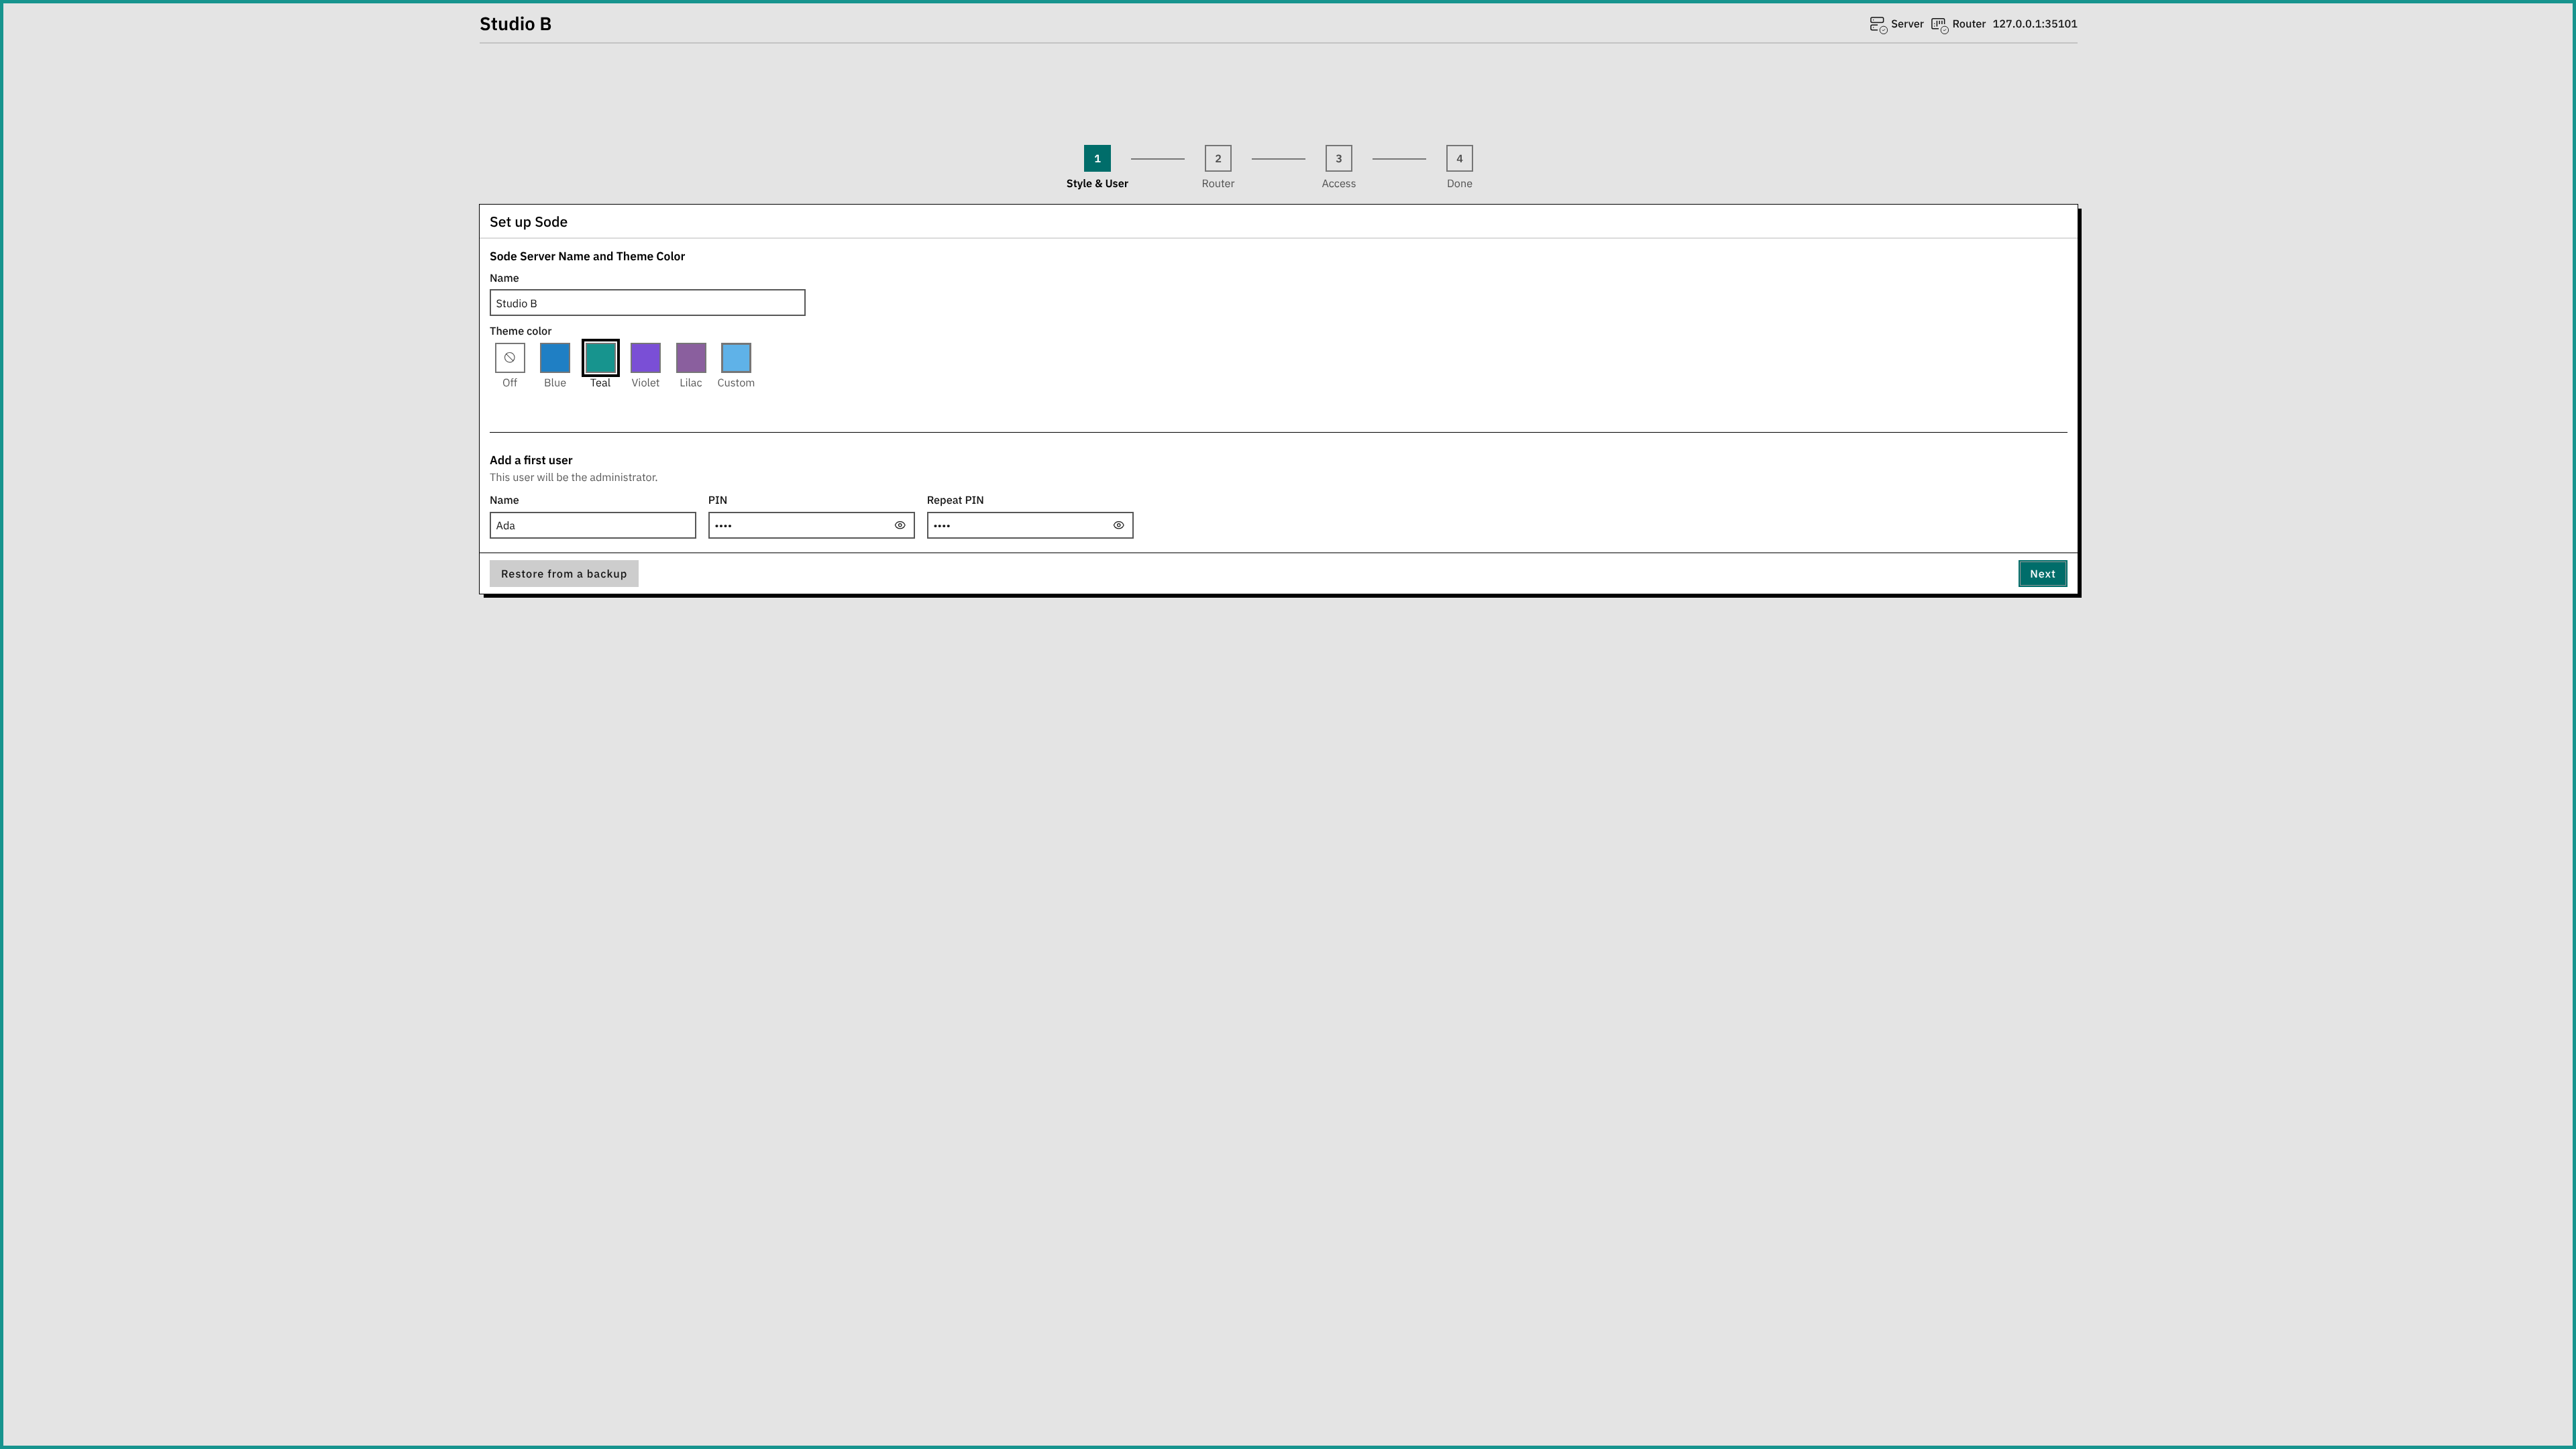 Studio B
Server Router 127.0.0.1:35101
1 2 3 4
Style & User Router Access Done
Set up Sode
Sode Server Name and Theme Color
Name
Studio B
Theme color
Off Blue Teal Violet Lilac Custom
Add a first user
This user will be the administrator.
Name PIN Repeat PIN
Ada •••• ••••
Restore from a backup Next